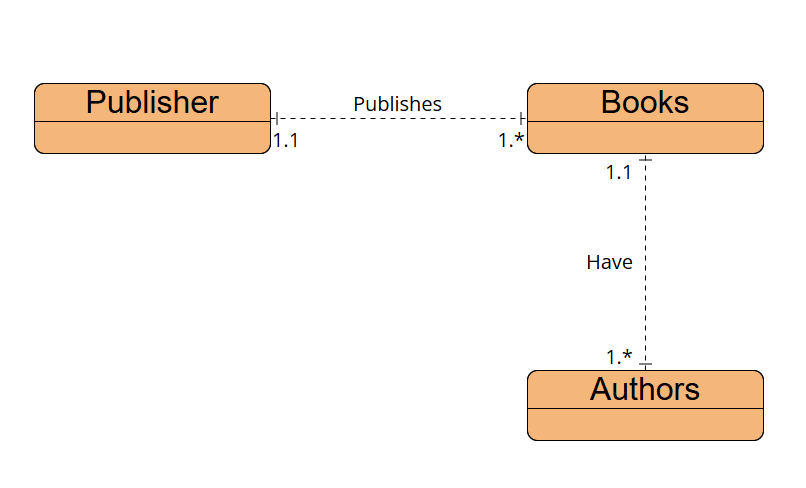 Publisher
Publishes
Books
1.1
1.*
1.1
Have
1.*
Authors